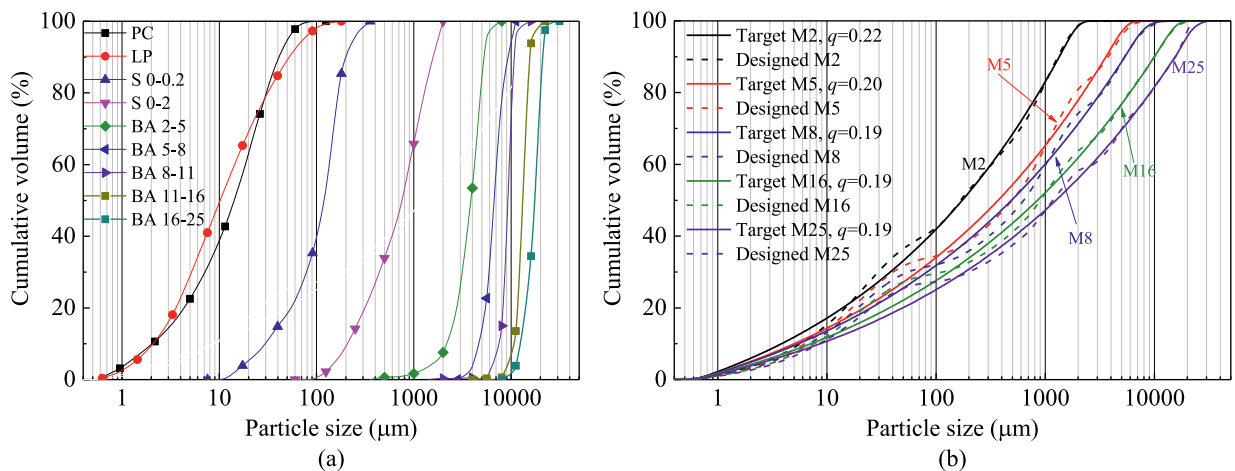 Cumulative volume (%)
100
80
60
40
20
0
PC
LP
S 0-0.2
S 0-2
BA 2-5
BA 5-8
BA 8-11
BA 11-16
BA 16-25
1
10
100
1000
10000
Particle size (μm)
(a)
Cumulative volume (%)
100
80
60
40
20
0
Target M2, q=0.22
Designed M2
Target M5, q=0.20
Designed M5
Target M8, q=0.19
Designed M8
Target M16, q=0.19
Designed M16
Target M25, q=0.19
Designed M25
M5
M25
M2
M16
M8
1
10
100
1000
10000
Particle size (μm)
(b)